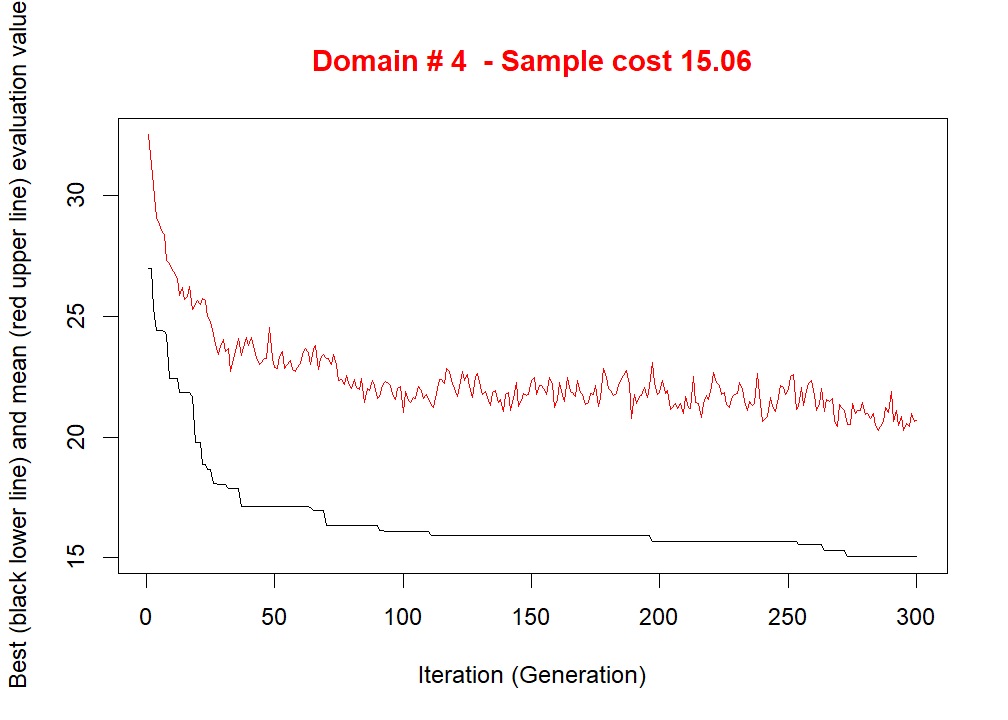 Domain # 4  - Sample cost 15.06
Best (black lower line) and mean (red upper line) evaluation value
30
25
20
15
0 50 100 150 200 250 300
Iteration (Generation)